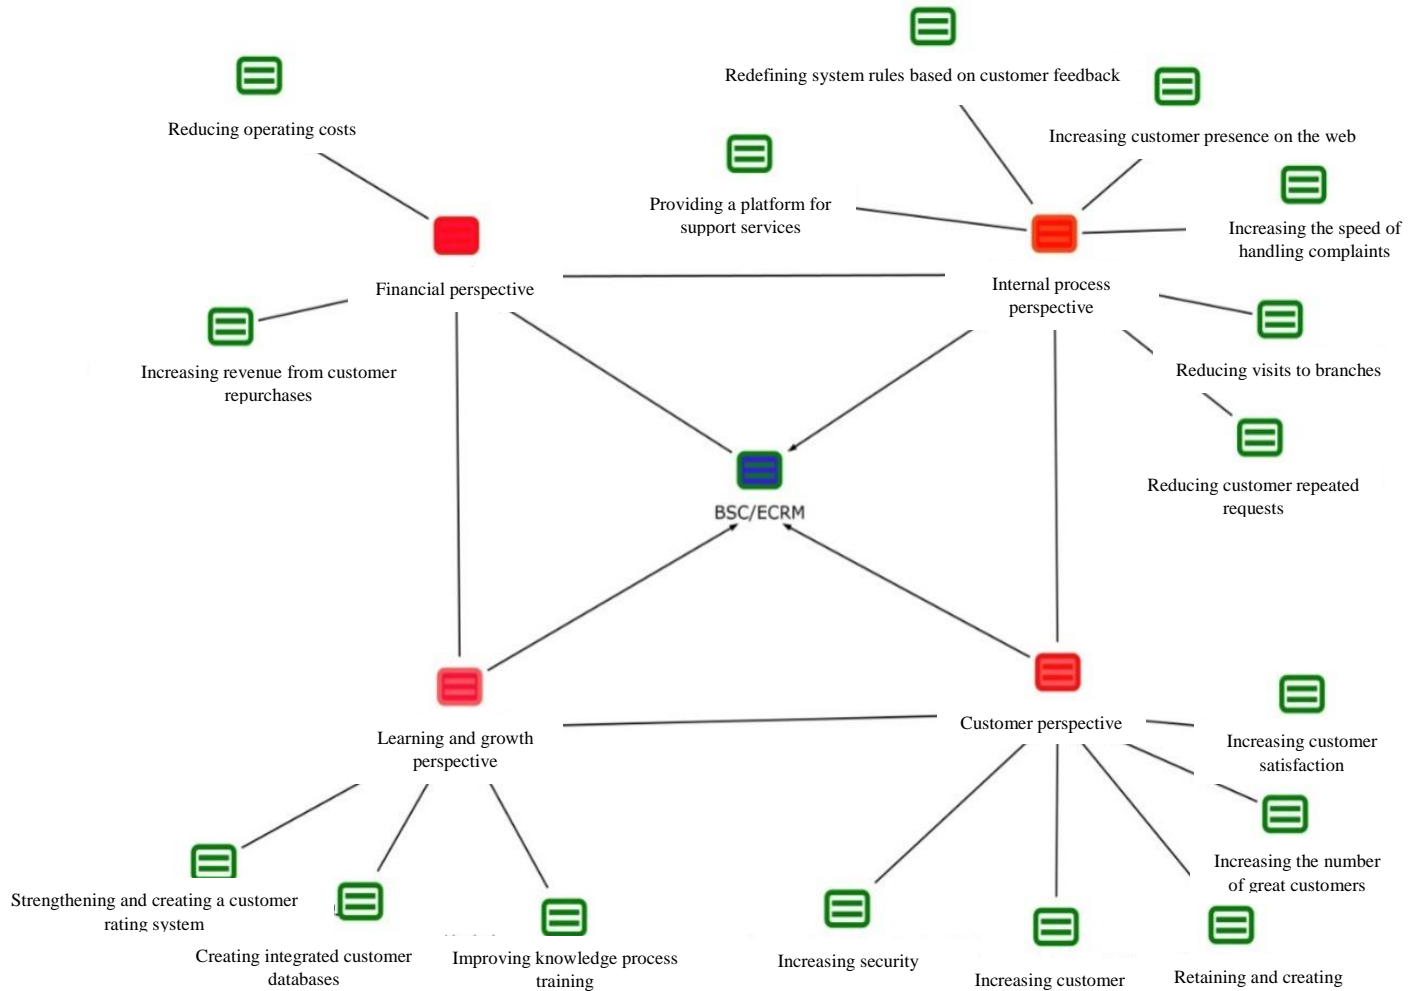 Redefining system rules based on customer feedback
Reducing operating costs
Increasing customer presence on the web
Providing a platform for
support services
Increasing the speed of
handling complaints
Financial perspective
Internal process
perspective
Increasing revenue from customer
repurchases
Reducing visits to branches
Reducing customer repeated
requests
BSC/ECRM
Learning and growth
perspective
Customer perspective
Increasing customer
satisfaction
Increasing the number
of great customers
Strengthening and creating a customer
rating system
Creating integrated customer
databases
Improving knowledge process
training
Increasing security
Increasing customer
Retaining and creating